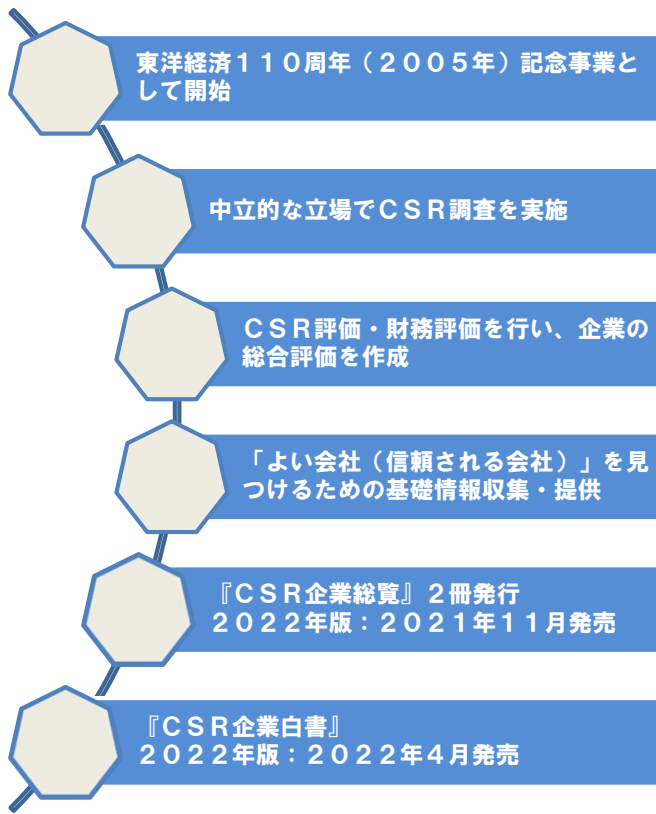 東洋経済１１０周年（２００５年）記念事業と
して開始
中立的な立場でＣＳＲ調査を実施
ＣＳＲ評価・財務評価を行い、企業の
総合評価を作成
「よい会社（信頼される会社）」を見
つけるための基礎情報収集・提供
『ＣＳＲ企業総覧』２冊発行
２０２２年版：２０２１年１１月発売
『ＣＳＲ企業白書』
２０２２年版：２０２２年４月発売